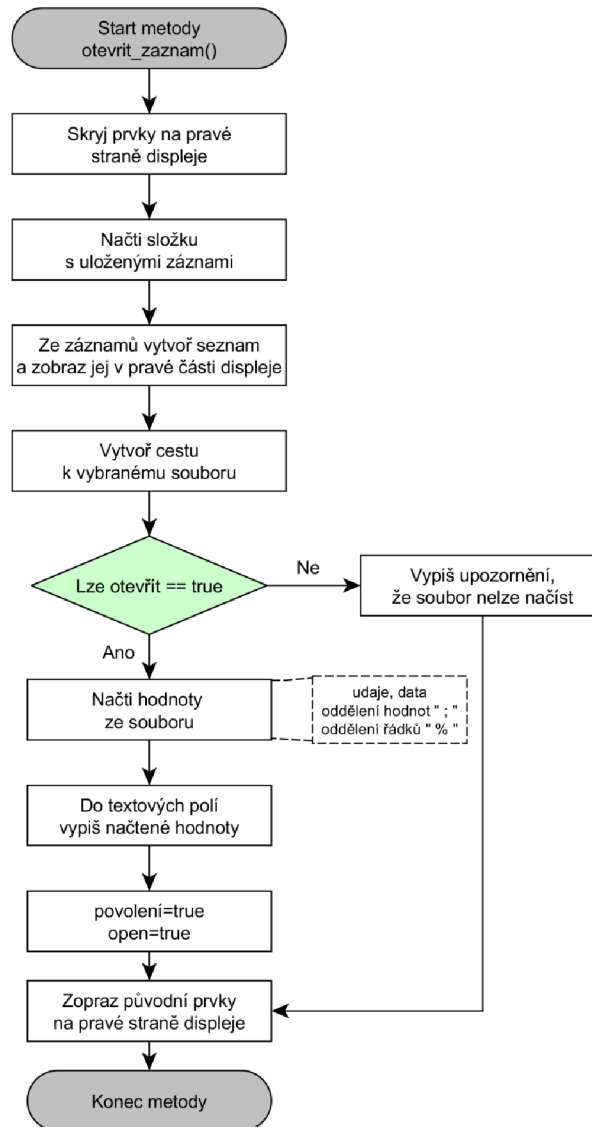 Start metody
otevrit_zaznam()
Skryj prvky na pravé
straně displeje
Načti složku
s uloženými záznami
Ze záznamů vytvoř seznam
a zobraz jej v pravé části displeje
Vytvoř cestu
k vybranému souboru
Lze otevřít == true
Ne
Vypiš upozornění,
že soubor nelze načíst
Ano
Načti hodnoty
ze souboru
udaje, data
oddělení hodnot " ; "
oddělení řádků " % "
Do textových polí
vypiš načtené hodnoty
povolení=true
open=true
Zopraz původní prvky
na pravé straně displeje
Konec metody